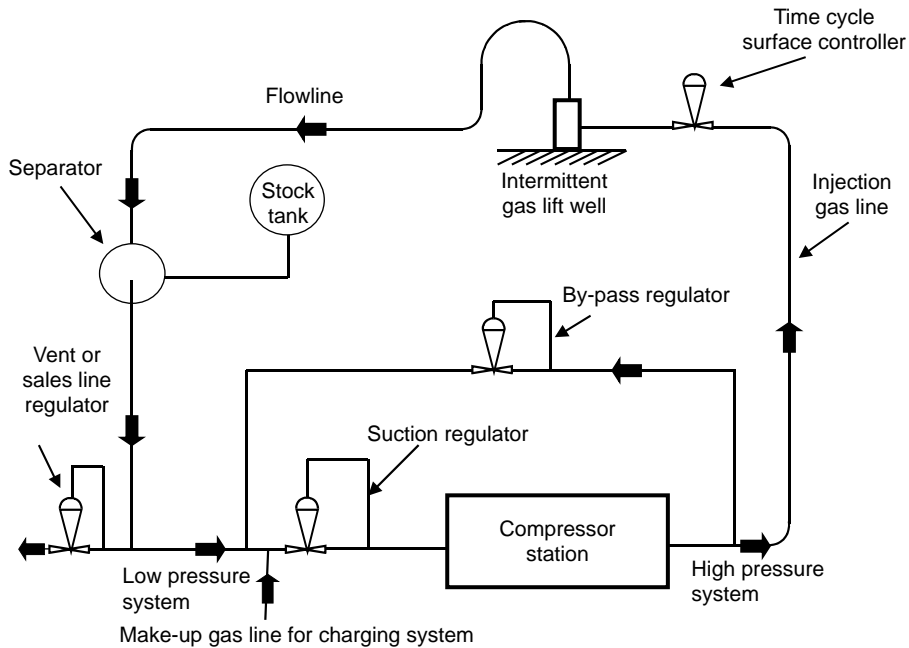 Time cycle
surface controller
Flowline
Separator
Stock
tank
Intermittent
gas lift well
Injection
gas line
By-pass regulator
Vent or
sales line
regulator
Suction regulator
Compressor
station
Low pressure
system
High pressure
system
Make-up gas line for charging system